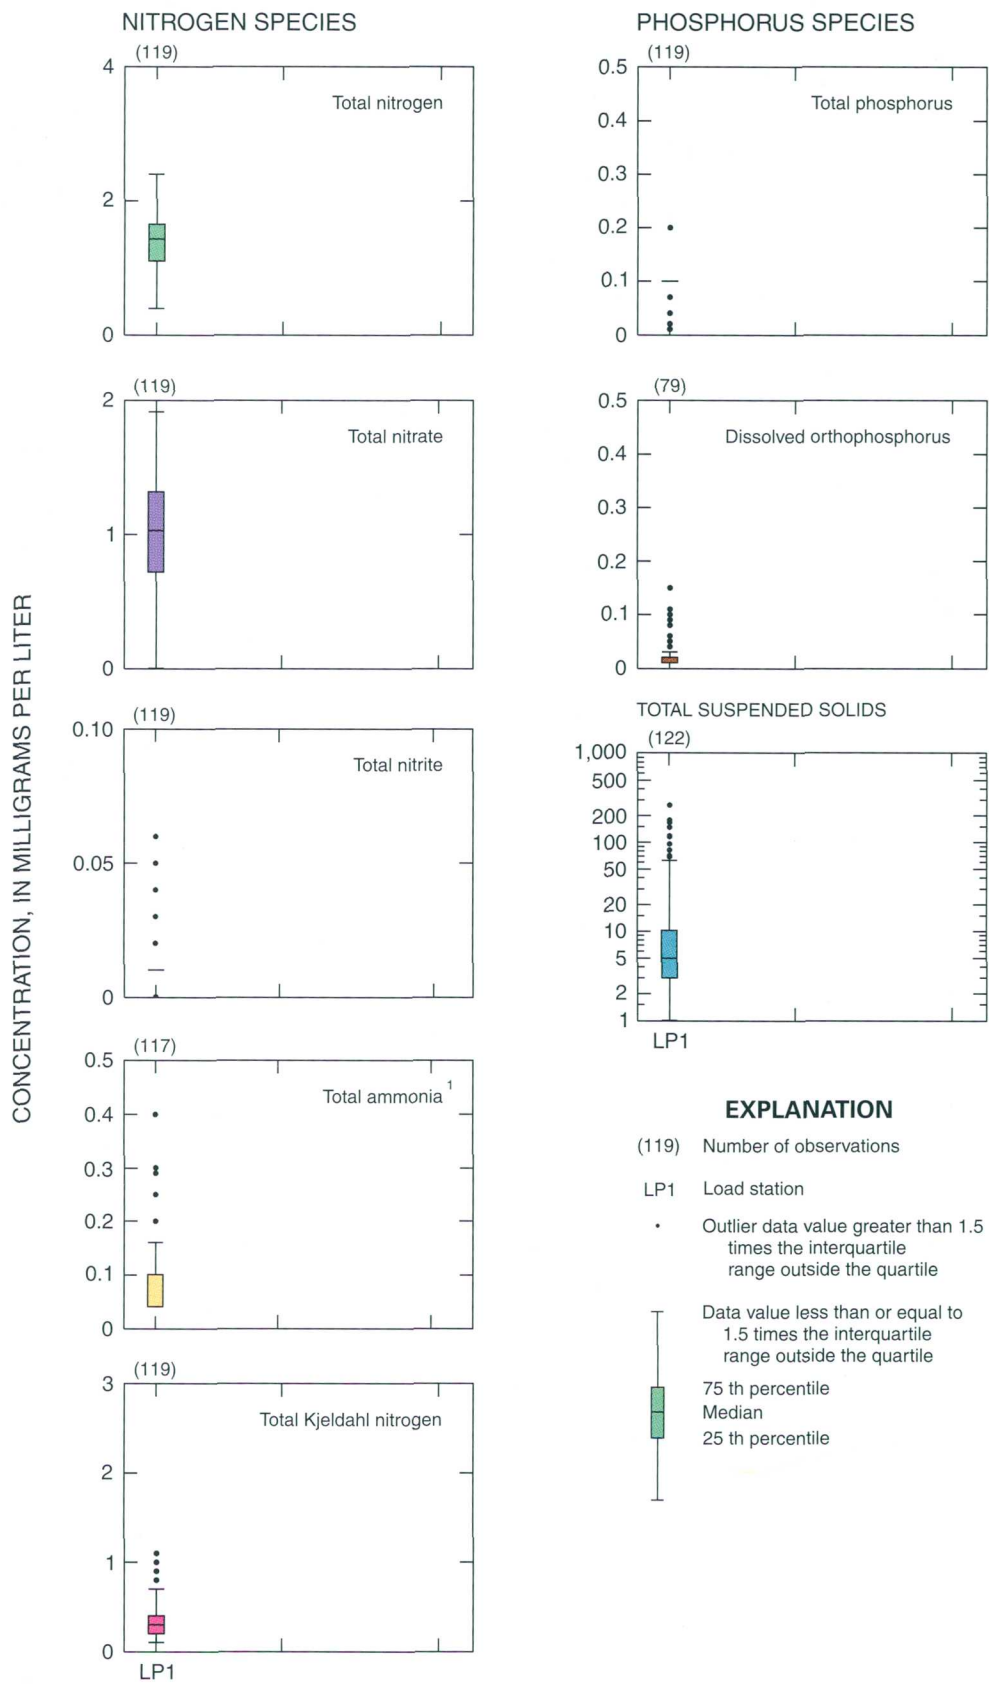 NITROGEN SPECIES
(119)
4
2
0
Total nitrogen
(119)
2
1
0
Total nitrate
(119)
0.10
0.05
0
Total nitrite
(117)
0.5
0.4
0.3
0.2
0.1
0
Total ammonia 1
(119)
3
2
1
0
Total Kjeldahl nitrogen
LP1
CONCENTRATION, IN MILLIGRAMS PER LITER
PHOSPHORUS SPECIES
(119)
0.5
0.4
0.3
0.2
0.1
0
Total phosphorus
(79)
0.5
0.4
0.3
0.2
0.1
0
Dissolved orthophosphorus
TOTAL SUSPENDED SOLIDS
(122)
1,000
500
200
100
50
20
10
5
2
1
LP1
EXPLANATION
(119) Number of observations
LP1 Load station
Outlier data value greater than 1.5
times the interquartile
range outside the quartile
Data value less than or equal to
1.5 times the interquartile
range outside the quartile
75 th percentile
Median
25 th percentile